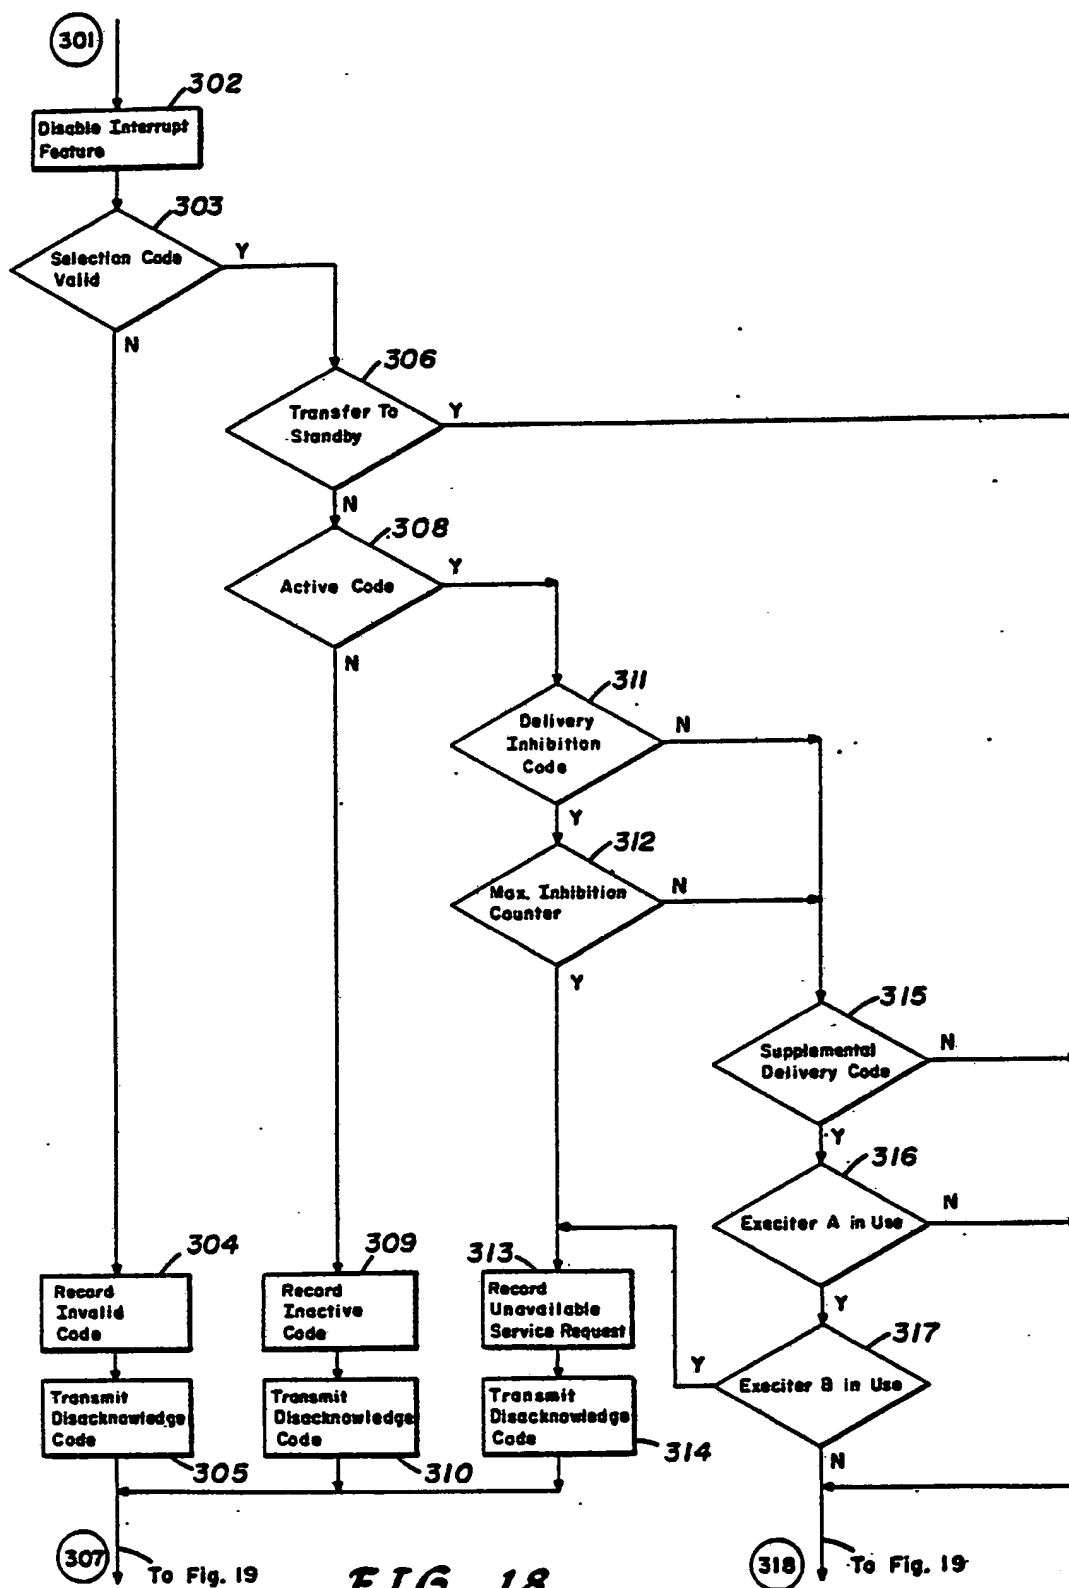 301
302
Disable Interrupt
Feature
303
Selection Code
Valid
Y
N
306
Transfer To
Standby
Y
N
308
Active Code
Y
N
311
Delivery
Inhibition
Code
N
Y
312
Max. Inhibition
Counter
N
Y
315
Supplemental
Delivery Code
N
Y
316
Execiter A in Use
N
Y
304
Record
Invalid
Code
309
Record
Inactive
Code
313
Record
Unavailable
Service Request
317
Execiter B in Use
Y
N
Transmit
Disacknowledge
Code
305
Transmit
Disacknowledge
Code
310
Transmit
Disacknowledge
Code
314
307
To Fig. 19
FIG. 18
318
To Fig. 19